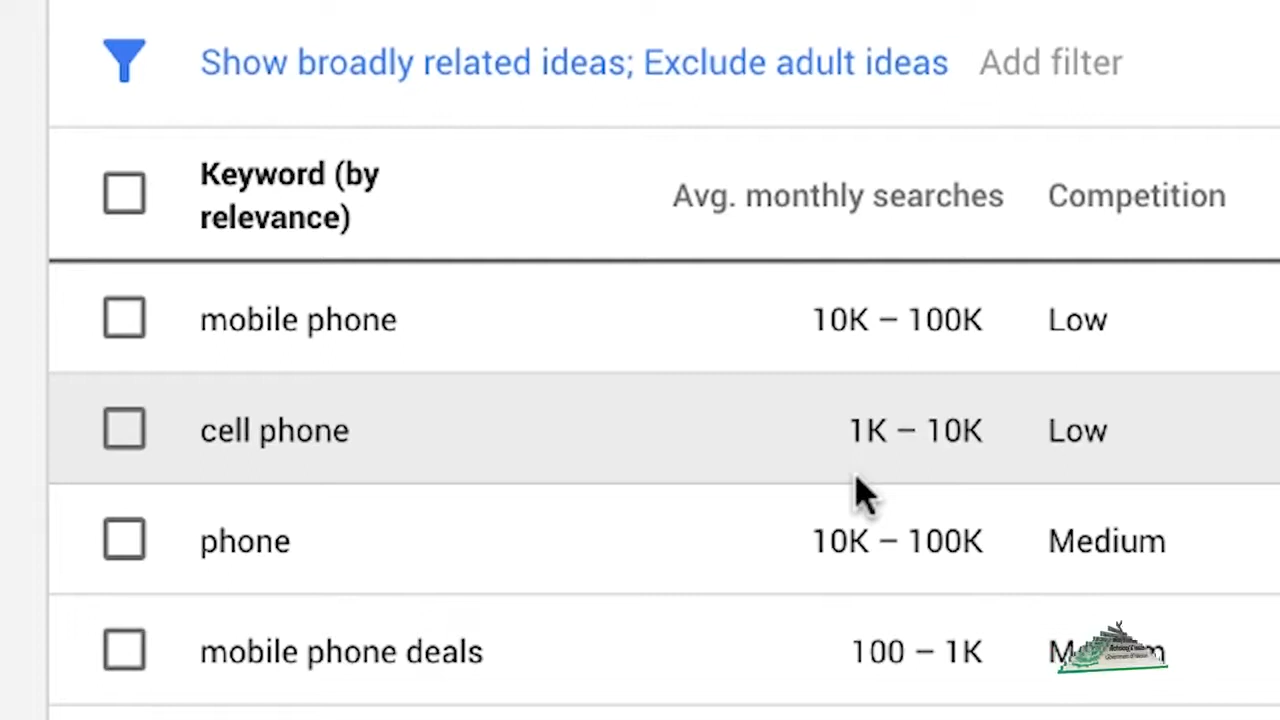 Show broadly related ideas; Exclude adult ideas Add filter
Keyword (by
relevance)
Avg. monthly searches Competition
mobile phone 10K – 100K Low
cell phone 1K – 10K Low
phone 10K – 100K Medium
mobile phone deals 100 – 1K